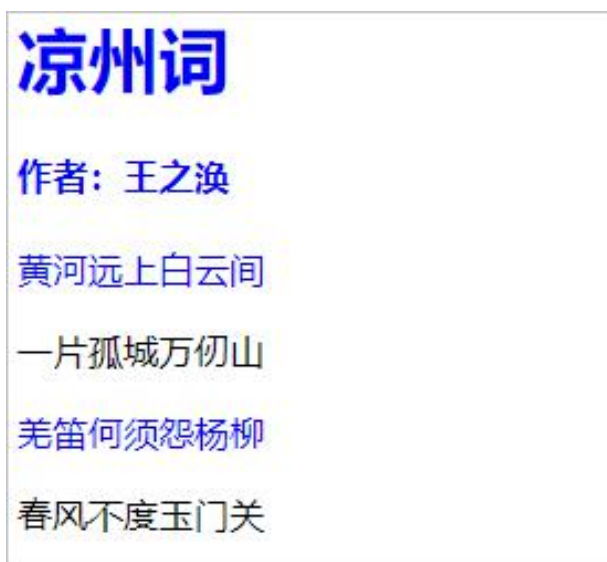 凉州词
作者：王之涣
黄河远上白云间
一片孤城万仞山
羌笛何须怨杨柳
春风不度玉门关